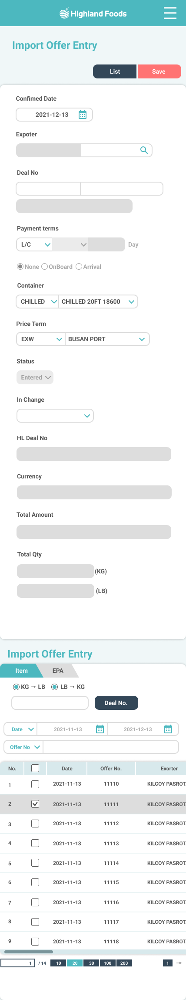 Highland Foods
Import Offer Entry
List Save
Confimed Date
2021-12-13
Expoter
Deal No
Payment terms
L/C Day
None OnBoard Arrival
Container
CHILLED CHILLED 20FT 18600
Price Term
EXW BUSAN PORT
Status
Entered
In Change
HL Deal No
Currency
Total Amount
Total Qty
(KG)
(LB)
Import Offer Entry
Item EPA
KG → LB LB → KG
Deal No.
Date 2021-11-13 2021-12-13
Offer No
No. Date Offer No. Exorter
1 2021-11-13 11110 KILCOY PASROT.
2 2021-11-13 11111 KILCOY PASROT.
3 2021-11-13 11112 KILCOY PASROT.
4 2021-11-13 11113 KILCOY PASROT.
5 2021-11-13 11114 KILCOY PASROT.
6 2021-11-13 11115 KILCOY PASROT.
7 2021-11-13 11116 KILCOY PASROT.
8 2021-11-13 11117 KILCOY PASROT.
9 2021-11-13 11118 KILCOY PASROT.
1 / 14 10 20 30 100 200 1 →